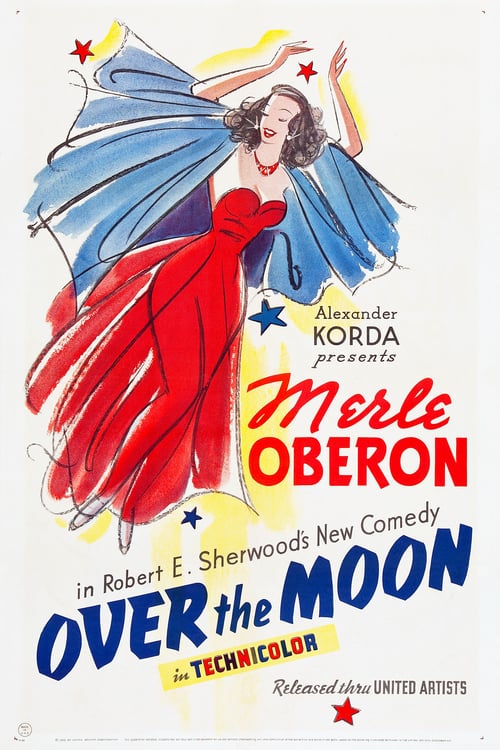 Alexander
KORDA
presents
Merle
OBERON
in Robert E. Sherwood's New Comedy
OVER the MOON
in TECHNICOLOR
Released thru UNITED ARTISTS